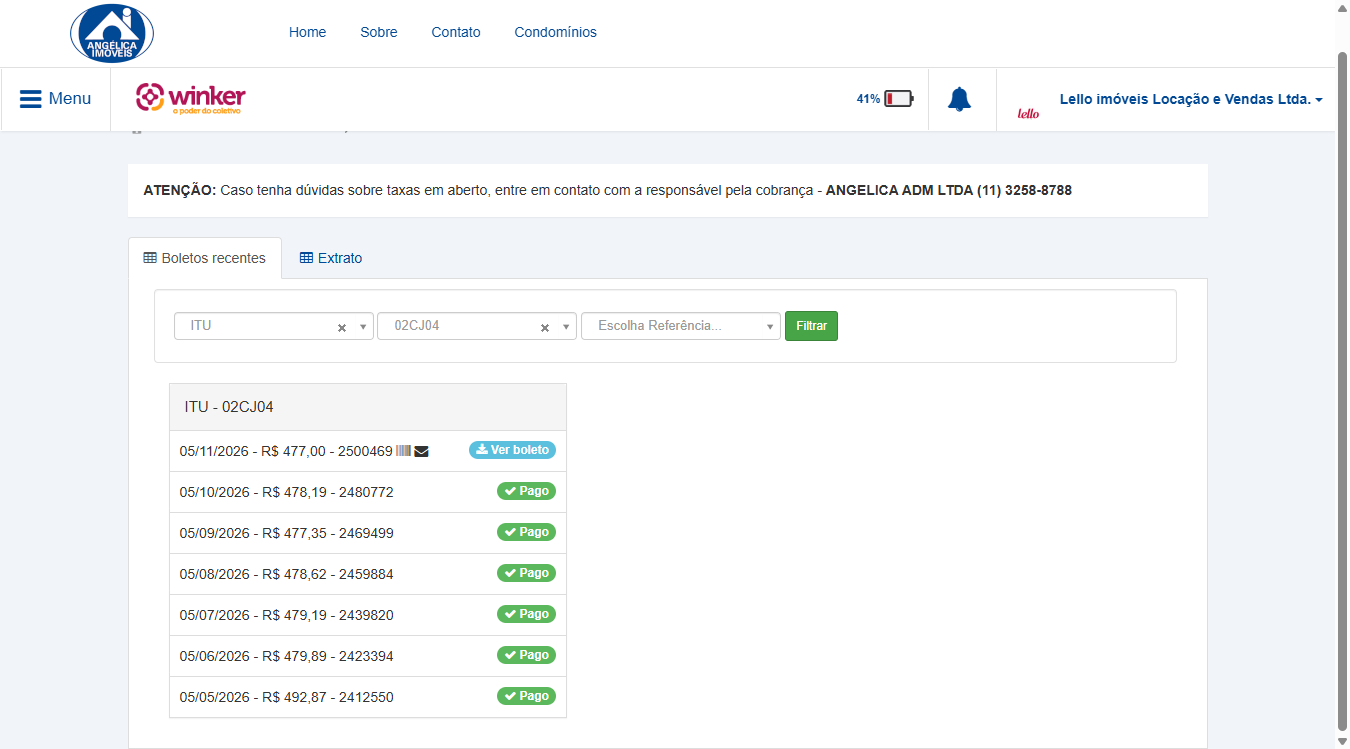 ANGÉLICA
IMÓVEIS
Home Sobre Contato Condomínios
Menu
winker
o poder do coletivo
41%
lello
Lello imóveis Locação e Vendas Ltda.
ATENÇÃO: Caso tenha dúvidas sobre taxas em aberto, entre em contato com a responsável pela cobrança - ANGELICA ADM LTDA (11) 3258-8788
Boletos recentes Extrato
ITU × 02CJ04 × Escolha Referência... Filtrar
ITU - 02CJ04
05/11/2026 - R$ 477,00 - 2500469 Ver boleto
05/10/2026 - R$ 478,19 - 2480772 Pago
05/09/2026 - R$ 477,35 - 2469499 Pago
05/08/2026 - R$ 478,62 - 2459884 Pago
05/07/2026 - R$ 479,19 - 2439820 Pago
05/06/2026 - R$ 479,89 - 2423394 Pago
05/05/2026 - R$ 492,87 - 2412550 Pago